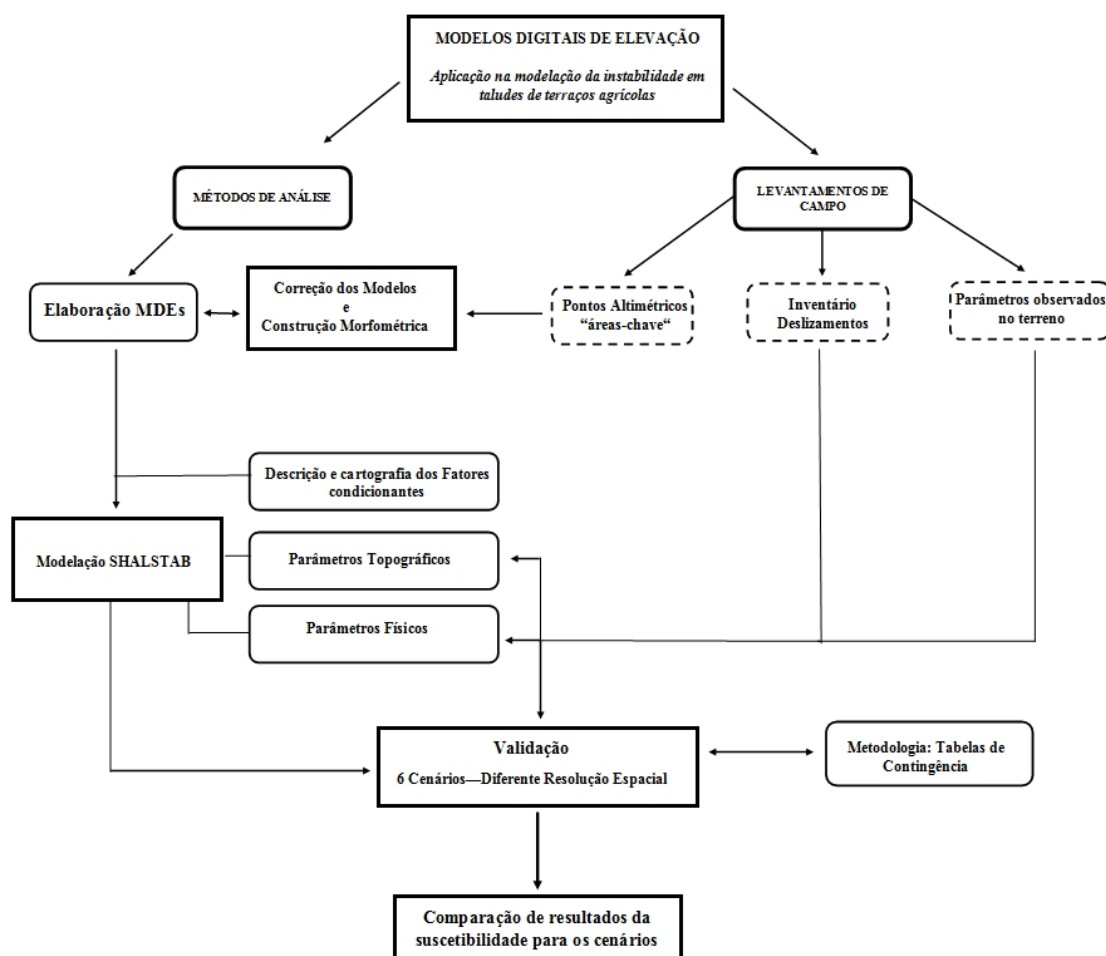 MODELOS DIGITAIS DE ELEVAÇÃO
Aplicação na modelação da instabilidade em
taludes de terraços agrícolas
MÉTODOS DE ANÁLISE
LEVANTAMENTOS DE
CAMPO
Elaboração MDEs
Correção dos Modelos
e
Construção Morfométrica
Pontos Altimétricos
“áreas-chave“
Inventário
Deslizamentos
Parâmetros observados
no terreno
Descrição e cartografia dos Fatores
condicionantes
Modelação SHALSTAB
Parâmetros Topográficos
Parâmetros Físicos
Validação
6 Cenários—Diferente Resolução Espacial
Metodologia: Tabelas de
Contingência
Comparação de resultados da
suscetibilidade para os cenários